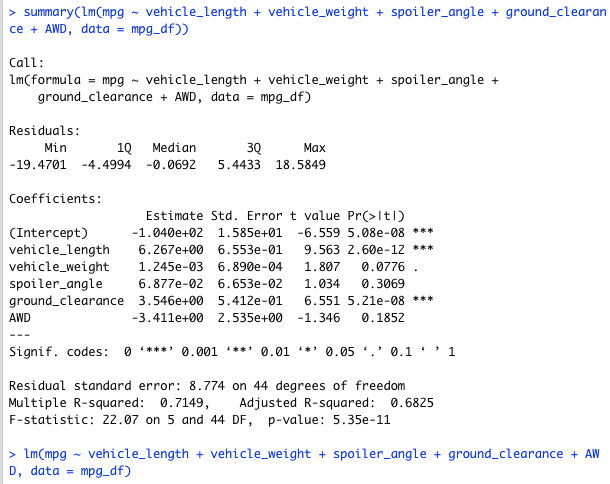 > summary(lm(mpg ~ vehicle_length + vehicle_weight + spoiler_angle + ground_clearan
ce + AWD, data = mpg_df))
Call:
lm(formula = mpg ~ vehicle_length + vehicle_weight + spoiler_angle +
    ground_clearance + AWD, data = mpg_df)
Residuals:
     Min       1Q   Median       3Q      Max
-19.4701  -4.4994  -0.0692   5.4433  18.5849
Coefficients:
                   Estimate Std. Error t value Pr(>|t|)
(Intercept)      -1.040e+02  1.585e+01  -6.559 5.08e-08 ***
vehicle_length    6.267e+00  6.553e-01   9.563 2.60e-12 ***
vehicle_weight    1.245e-03  6.890e-04   1.807   0.0776 .
spoiler_angle     6.877e-02  6.653e-02   1.034   0.3069
ground_clearance  3.546e+00  5.412e-01   6.551 5.21e-08 ***
AWD              -3.411e+00  2.535e+00  -1.346   0.1852
---
Signif. codes:  0 ‘***’ 0.001 ‘**’ 0.01 ‘*’ 0.05 ‘.’ 0.1 ‘ ’ 1
Residual standard error: 8.774 on 44 degrees of freedom
Multiple R-squared:  0.7149,    Adjusted R-squared:  0.6825
F-statistic: 22.07 on 5 and 44 DF,  p-value: 5.35e-11
> lm(mpg ~ vehicle_length + vehicle_weight + spoiler_angle + ground_clearance + AW
D, data = mpg_df)